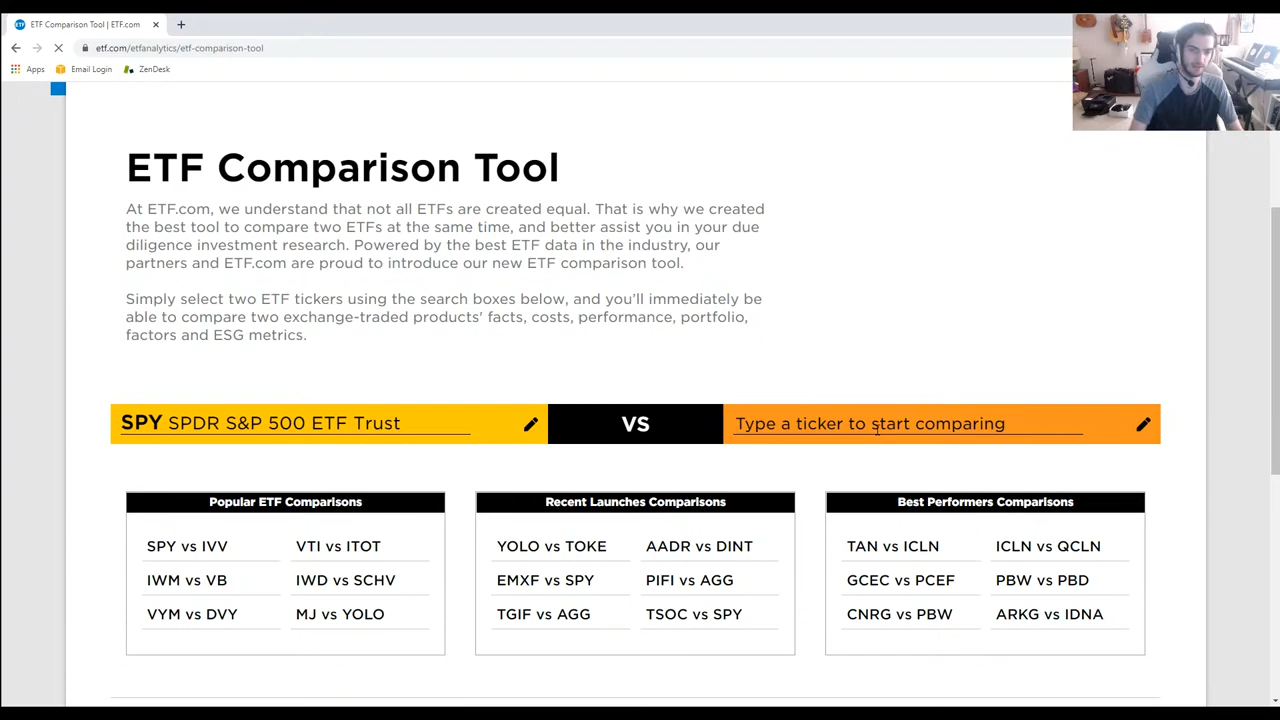 ETF Comparison Tool | ETF.com
etf.com/etfanalytics/etf-comparison-tool
Apps Email Login ZenDesk
ETF Comparison Tool
At ETF.com, we understand that not all ETFs are created equal. That is why we created
the best tool to compare two ETFs at the same time, and better assist you in your due
diligence investment research. Powered by the best ETF data in the industry, our
partners and ETF.com are proud to introduce our new ETF comparison tool.
Simply select two ETF tickers using the search boxes below, and you'll immediately be
able to compare two exchange-traded products' facts, costs, performance, portfolio,
factors and ESG metrics.
SPY SPDR S&P 500 ETF Trust VS Type a ticker to start comparing
Popular ETF Comparisons
SPY vs IVV VTI vs ITOT
IWM vs VB IWD vs SCHV
VYM vs DVY MJ vs YOLO
Recent Launches Comparisons
YOLO vs TOKE AADR vs DINT
EMXF vs SPY PIFI vs AGG
TGIF vs AGG TSOC vs SPY
Best Performers Comparisons
TAN vs ICLN ICLN vs QCLN
GCEC vs PCEF PBW vs PBD
CNRG vs PBW ARKG vs IDNA